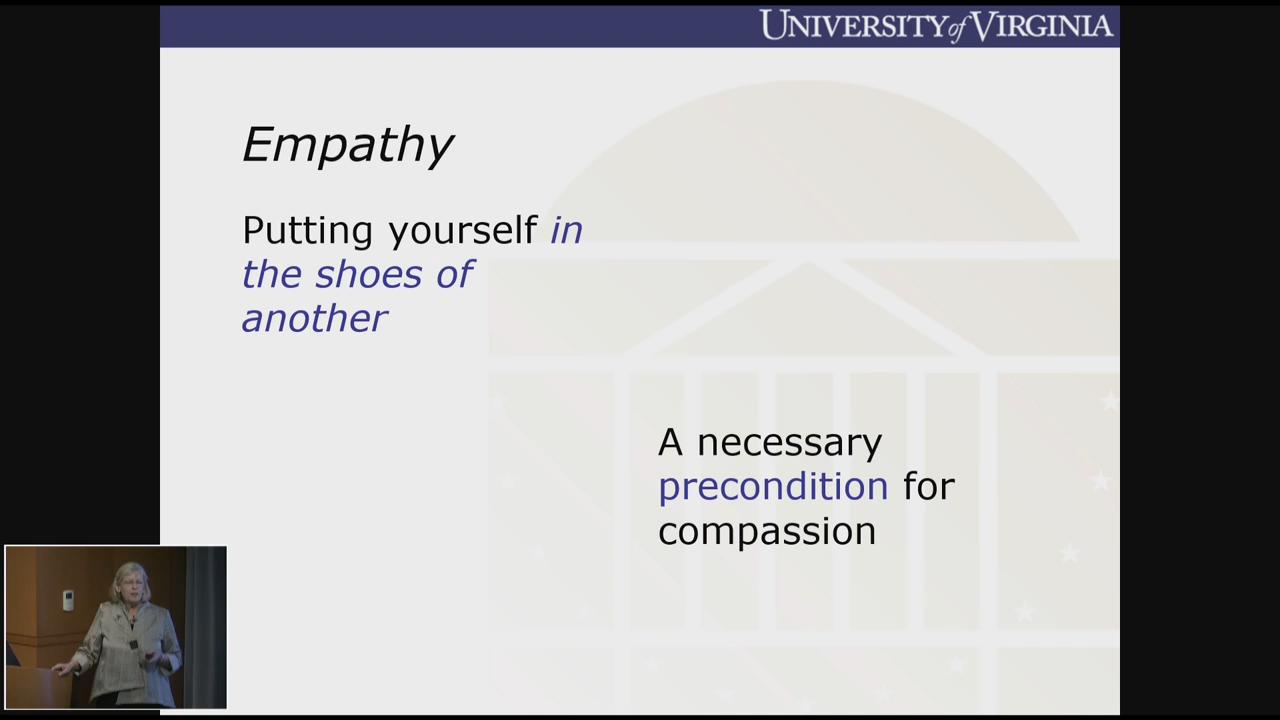 UNIVERSITY of VIRGINIA
Empathy
Putting yourself in
the shoes of
another
A necessary
precondition for
compassion